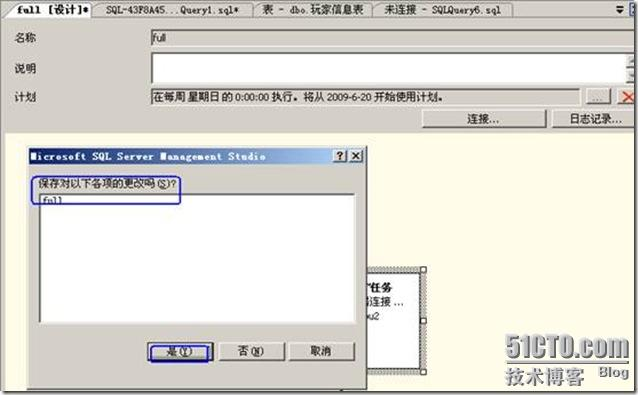 full [设计]*
SQL-43F8A45...Query1.sql*
表 - dbo.玩家信息表
未连接 - SQLQuery6.sql
名称
full
说明
计划
在每周 星期日 的 0:00:00 执行。将从 2009-6-20 开始使用计划。
...
连接...
日志记录...
Microsoft SQL Server Management Studio
保存对以下各项的更改吗(S)?
full
任务
连接 ...
是(Y)
否(N)
取消
51CTO.com
技术博客 Blog